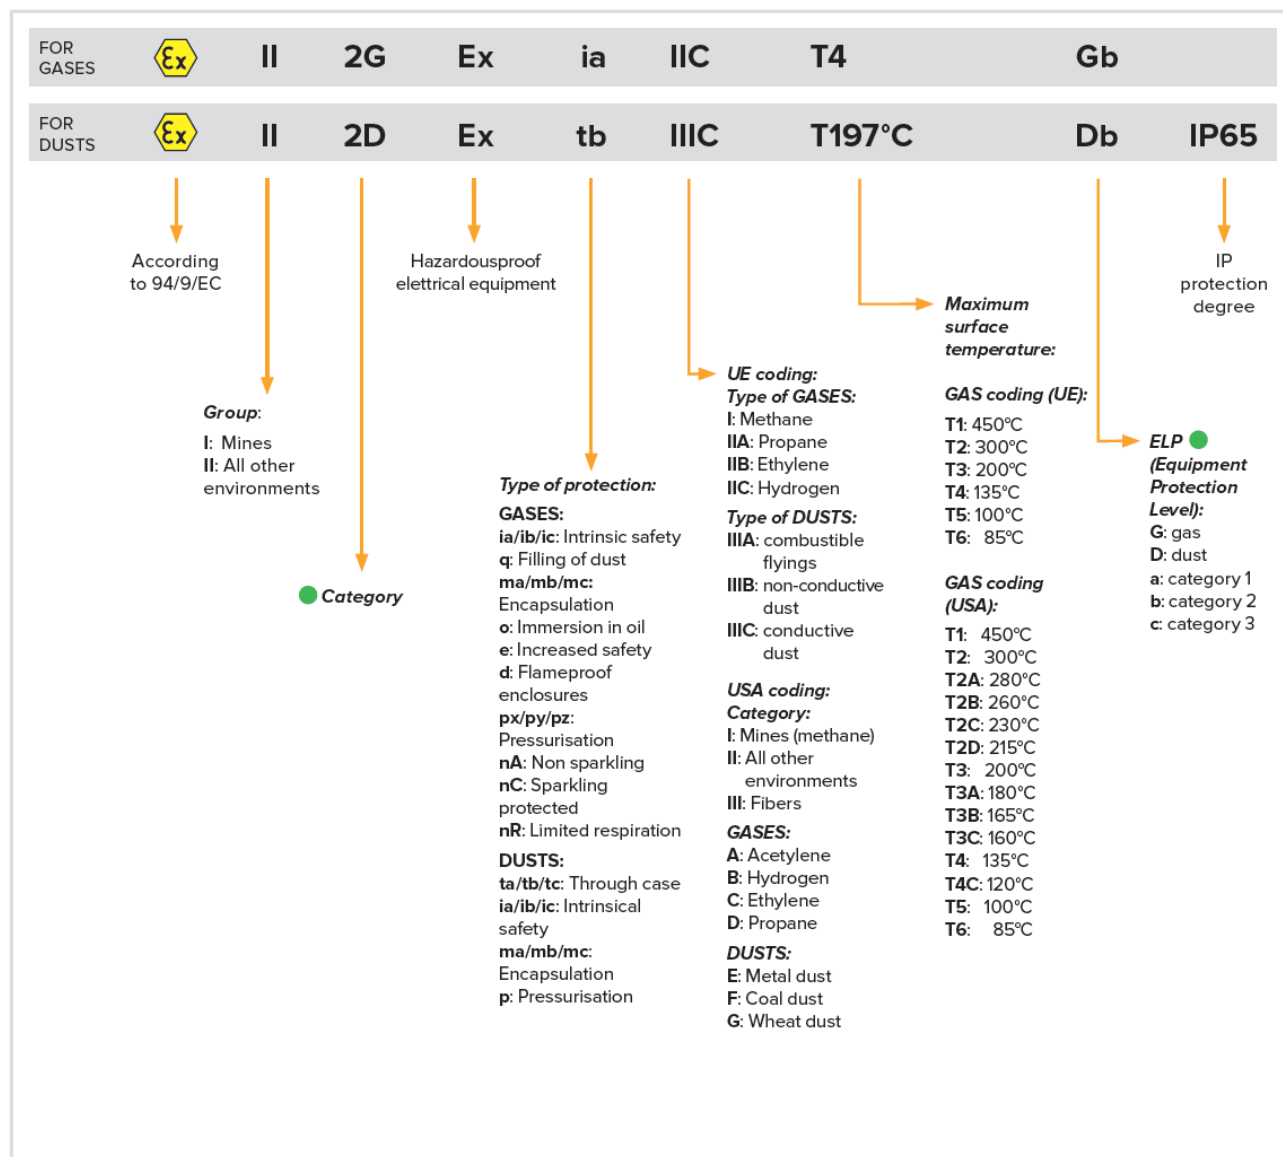 FOR
GASES
Ex II 2G Ex ia IIC T4 Gb
FOR
DUSTS
Ex II 2D Ex tb IIIC T197°C Db IP65
According
to 94/9/EC
Group:
I: Mines
II: All other
environments
Category
Hazardousproof
elettrical equipment
Type of protection:
GASES:
ia/ib/ic: Intrinsic safety
q: Filling of dust
ma/mb/mc:
Encapsulation
o: Immersion in oil
e: Increased safety
d: Flameproof
enclosures
px/py/pz:
Pressurisation
nA: Non sparkling
nC: Sparkling
protected
nR: Limited respiration
DUSTS:
ta/tb/tc: Through case
ia/ib/ic: Intrinsical
safety
ma/mb/mc:
Encapsulation
p: Pressurisation
UE coding:
Type of GASES:
I: Methane
IIA: Propane
IIB: Ethylene
IIC: Hydrogen
Type of DUSTS:
IIIA: combustible
flyings
IIIB: non-conductive
dust
IIIC: conductive
dust
USA coding:
Category:
I: Mines (methane)
II: All other
environments
III: Fibers
GASES:
A: Acetylene
B: Hydrogen
C: Ethylene
D: Propane
DUSTS:
E: Metal dust
F: Coal dust
G: Wheat dust
Maximum
surface
temperature:
GAS coding (UE):
T1: 450°C
T2: 300°C
T3: 200°C
T4: 135°C
T5: 100°C
T6: 85°C
GAS coding
(USA):
T1: 450°C
T2: 300°C
T2A: 280°C
T2B: 260°C
T2C: 230°C
T2D: 215°C
T3: 200°C
T3A: 180°C
T3B: 165°C
T3C: 160°C
T4: 135°C
T4C: 120°C
T5: 100°C
T6: 85°C
ELP
(Equipment
Protection
Level):
G: gas
D: dust
a: category 1
b: category 2
c: category 3
IP
protection
degree